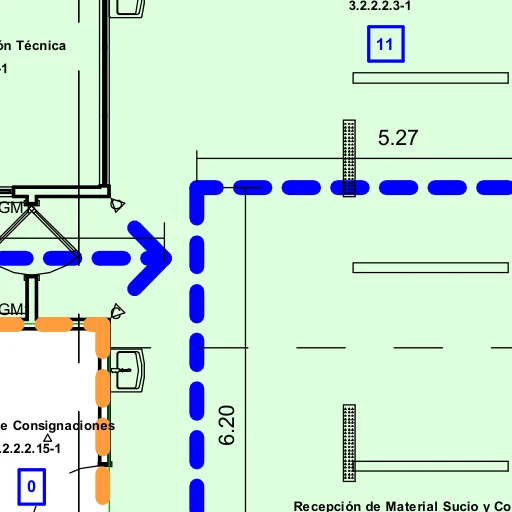 3.2.2.2.3-1
11
ón Técnica
-1
5.27
GM
GM
6.20
e Consignaciones
.2.2.2.15-1
0
Recepción de Material Sucio y Co